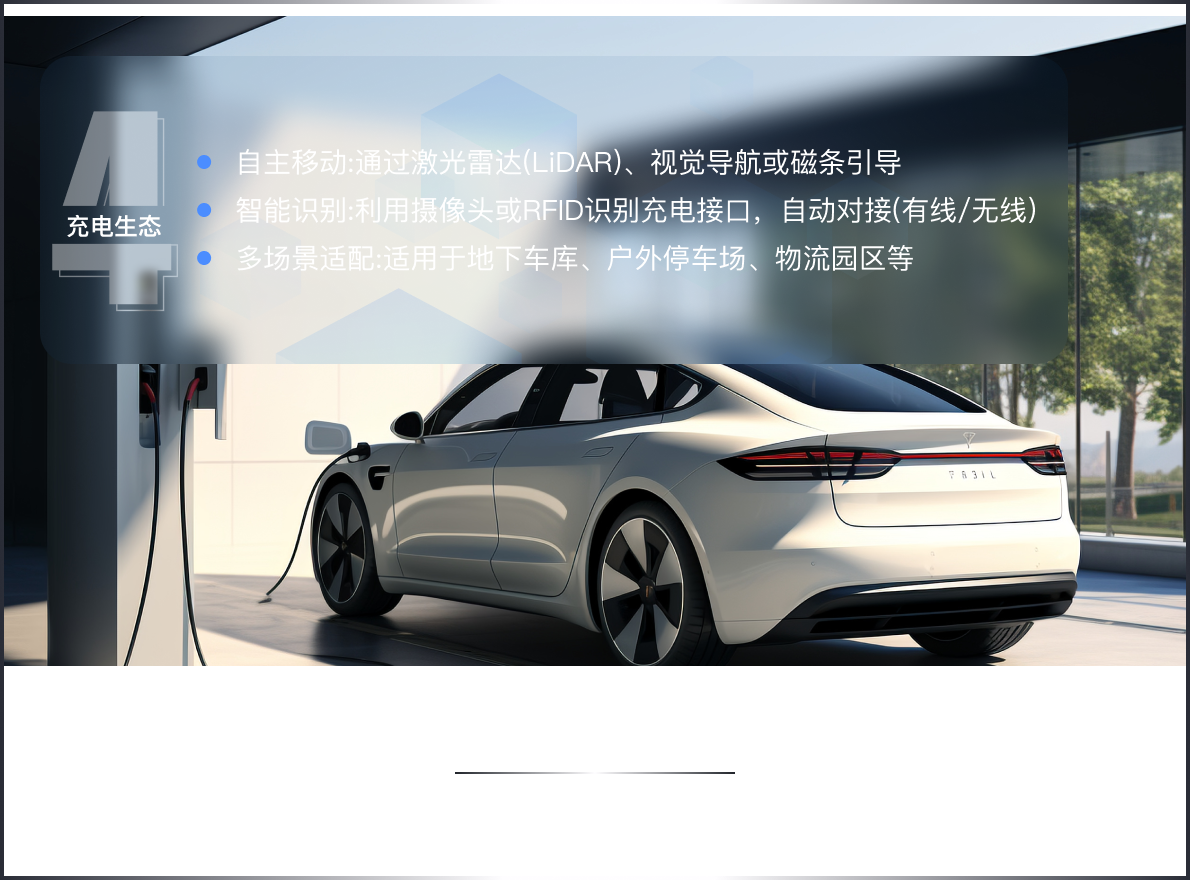 4
充电生态
自主移动:通过激光雷达(LiDAR)、视觉导航或磁条引导
智能识别:利用摄像头或RFID识别充电接口，自动对接(有线/无线)
多场景适配:适用于地下车库、户外停车场、物流园区等